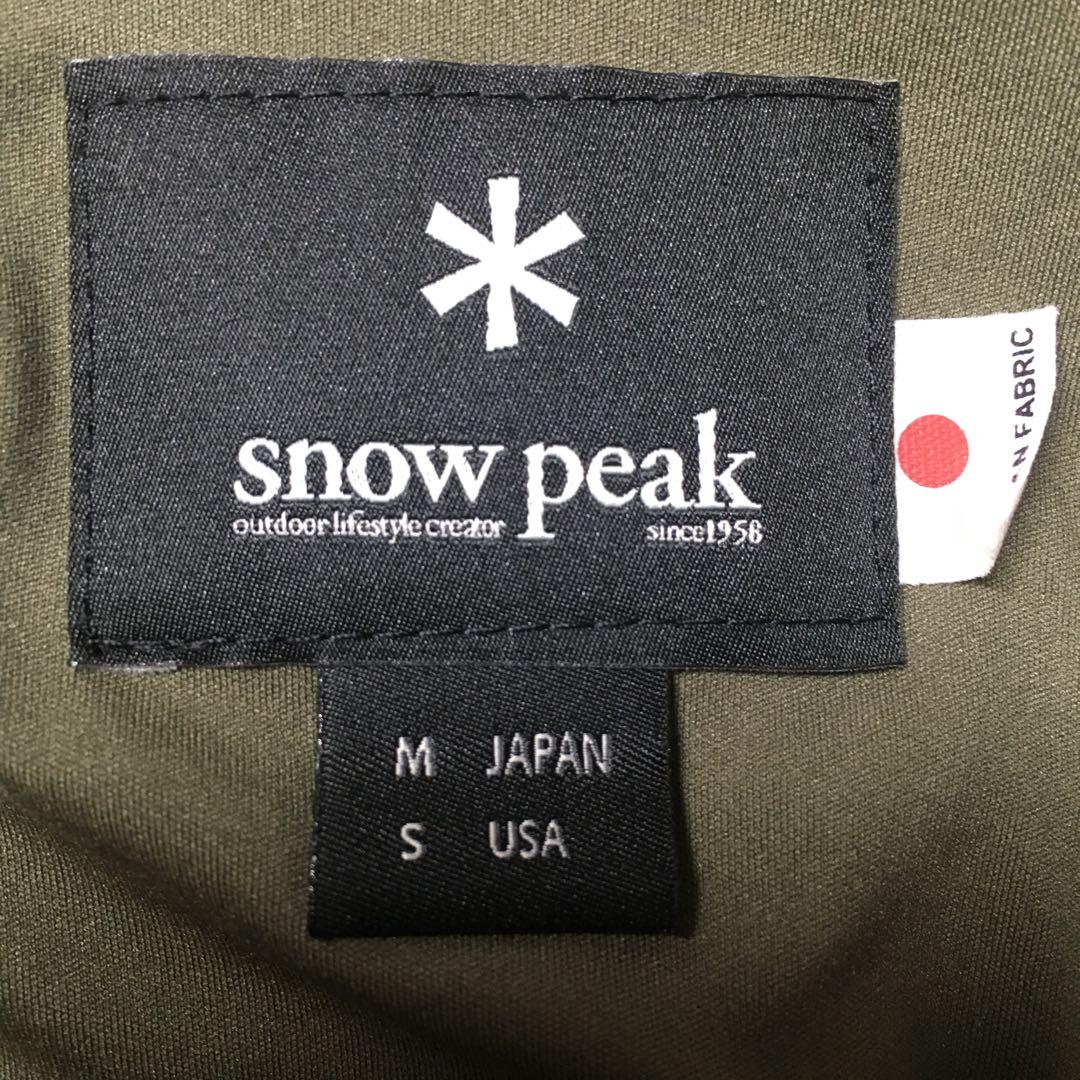 snow peak
outdoor lifestyle creator since1958
FABRIC
M JAPAN
S USA